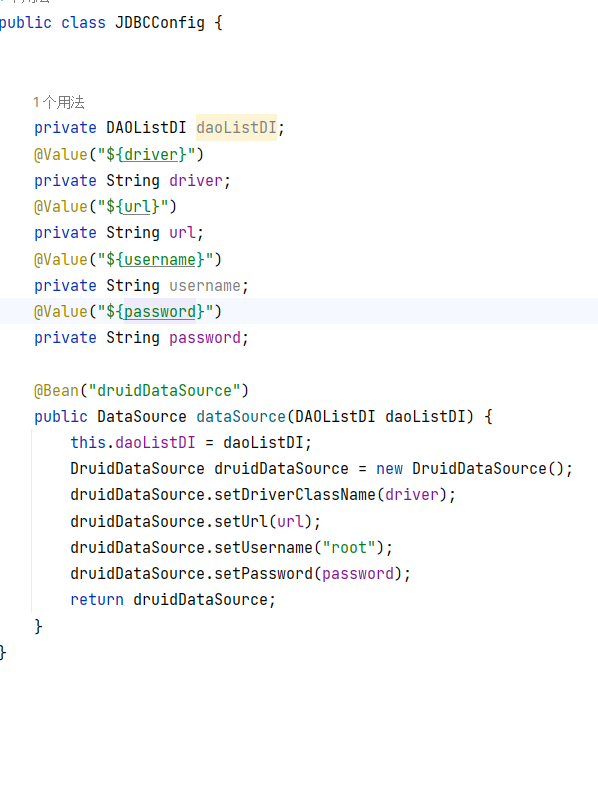 public class JDBCConfig {
1个用法
private DAOListDI daoListDI;
@Value("${driver}")
private String driver;
@Value("${url}")
private String url;
@Value("${username}")
private String username;
@Value("${password}")
private String password;
@Bean("druidDataSource")
public DataSource dataSource(DAOListDI daoListDI) {
this.daoListDI = daoListDI;
DruidDataSource druidDataSource = new DruidDataSource();
druidDataSource.setDriverClassName(driver);
druidDataSource.setUrl(url);
druidDataSource.setUsername("root");
druidDataSource.setPassword(password);
return druidDataSource;
}
}